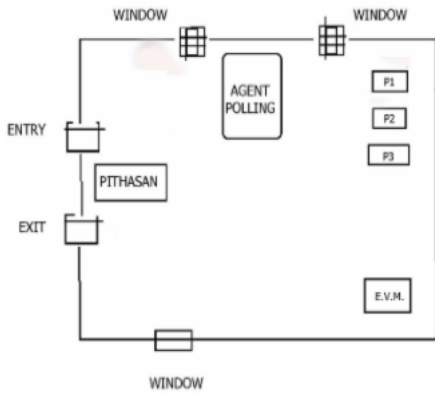 WINDOW
WINDOW
AGENT
POLLING
P1
P2
P3
ENTRY
PITHASAN
EXIT
E.V.M.
WINDOW